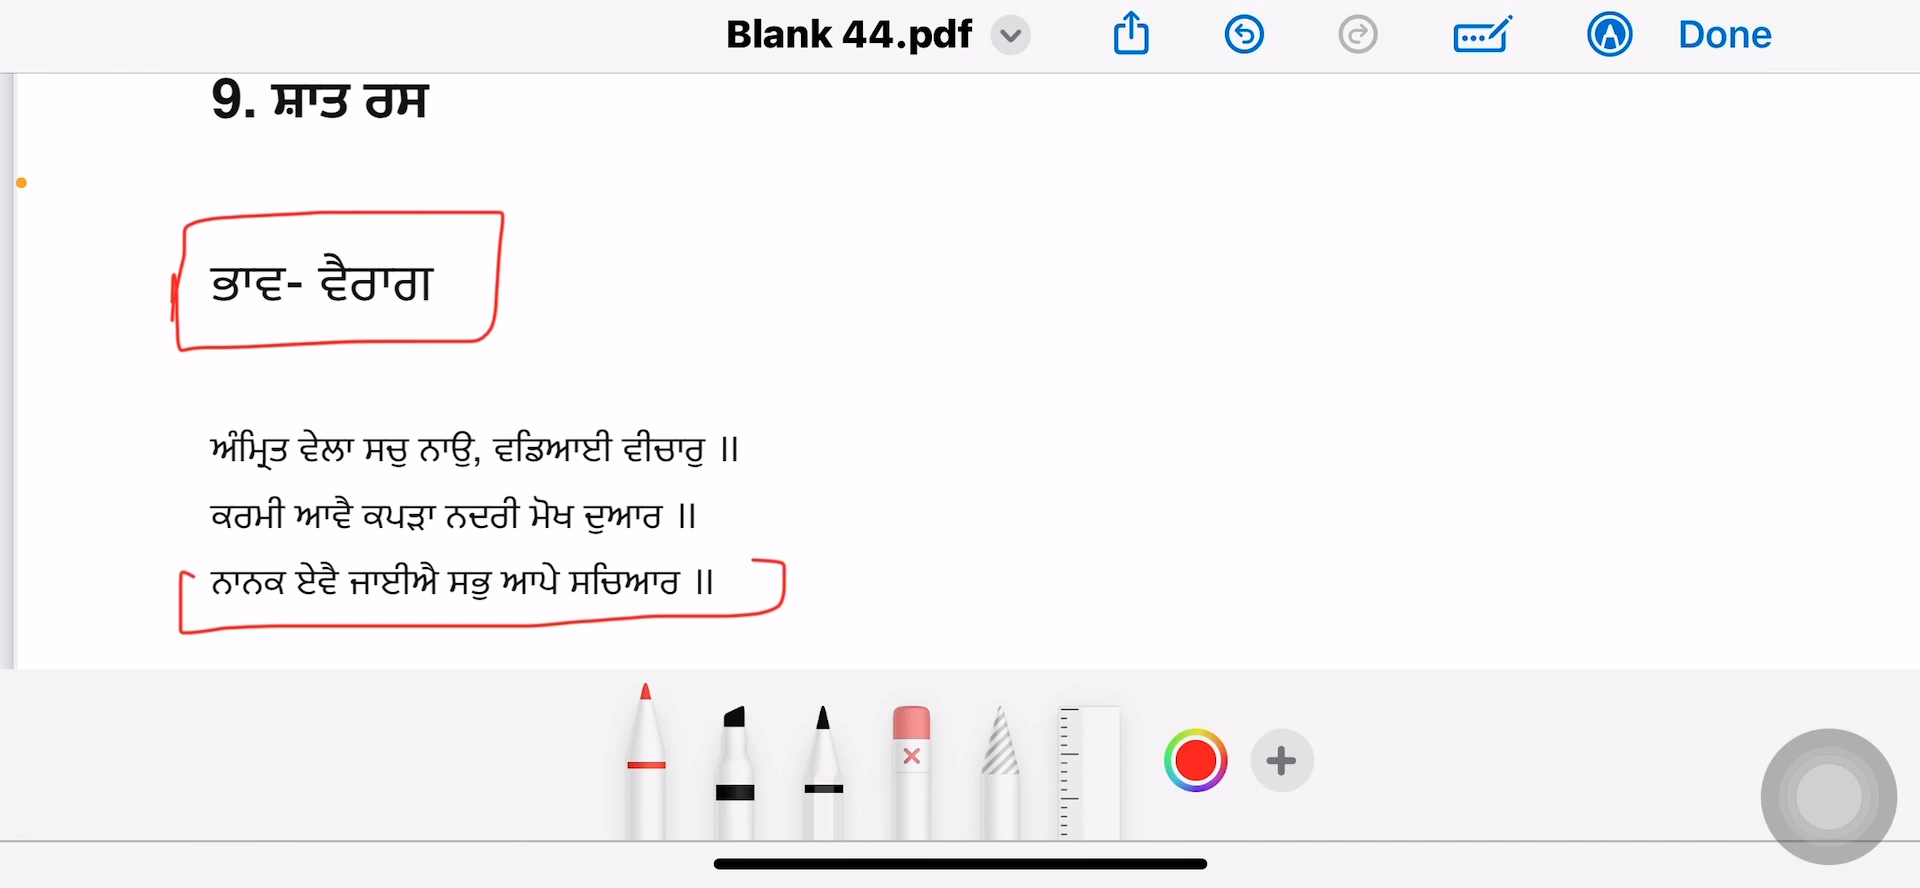 Blank 44.pdf
Done
9. ਸ਼ਾਤ ਰਸ
ਭਾਵ- ਵੈਰਾਗ
ਅੰਮ੍ਰਿਤ ਵੇਲਾ ਸਚੁ ਨਾਉ, ਵਡਿਆਈ ਵੀਚਾਰੁ ॥
ਕਰਮੀ ਆਵੈ ਕਪੜਾ ਨਦਰੀ ਮੋਖ ਦੁਆਰ ॥
ਨਾਨਕ ਏਵੈ ਜਾਈਐ ਸਭੁ ਆਪੇ ਸਚਿਆਰ ॥